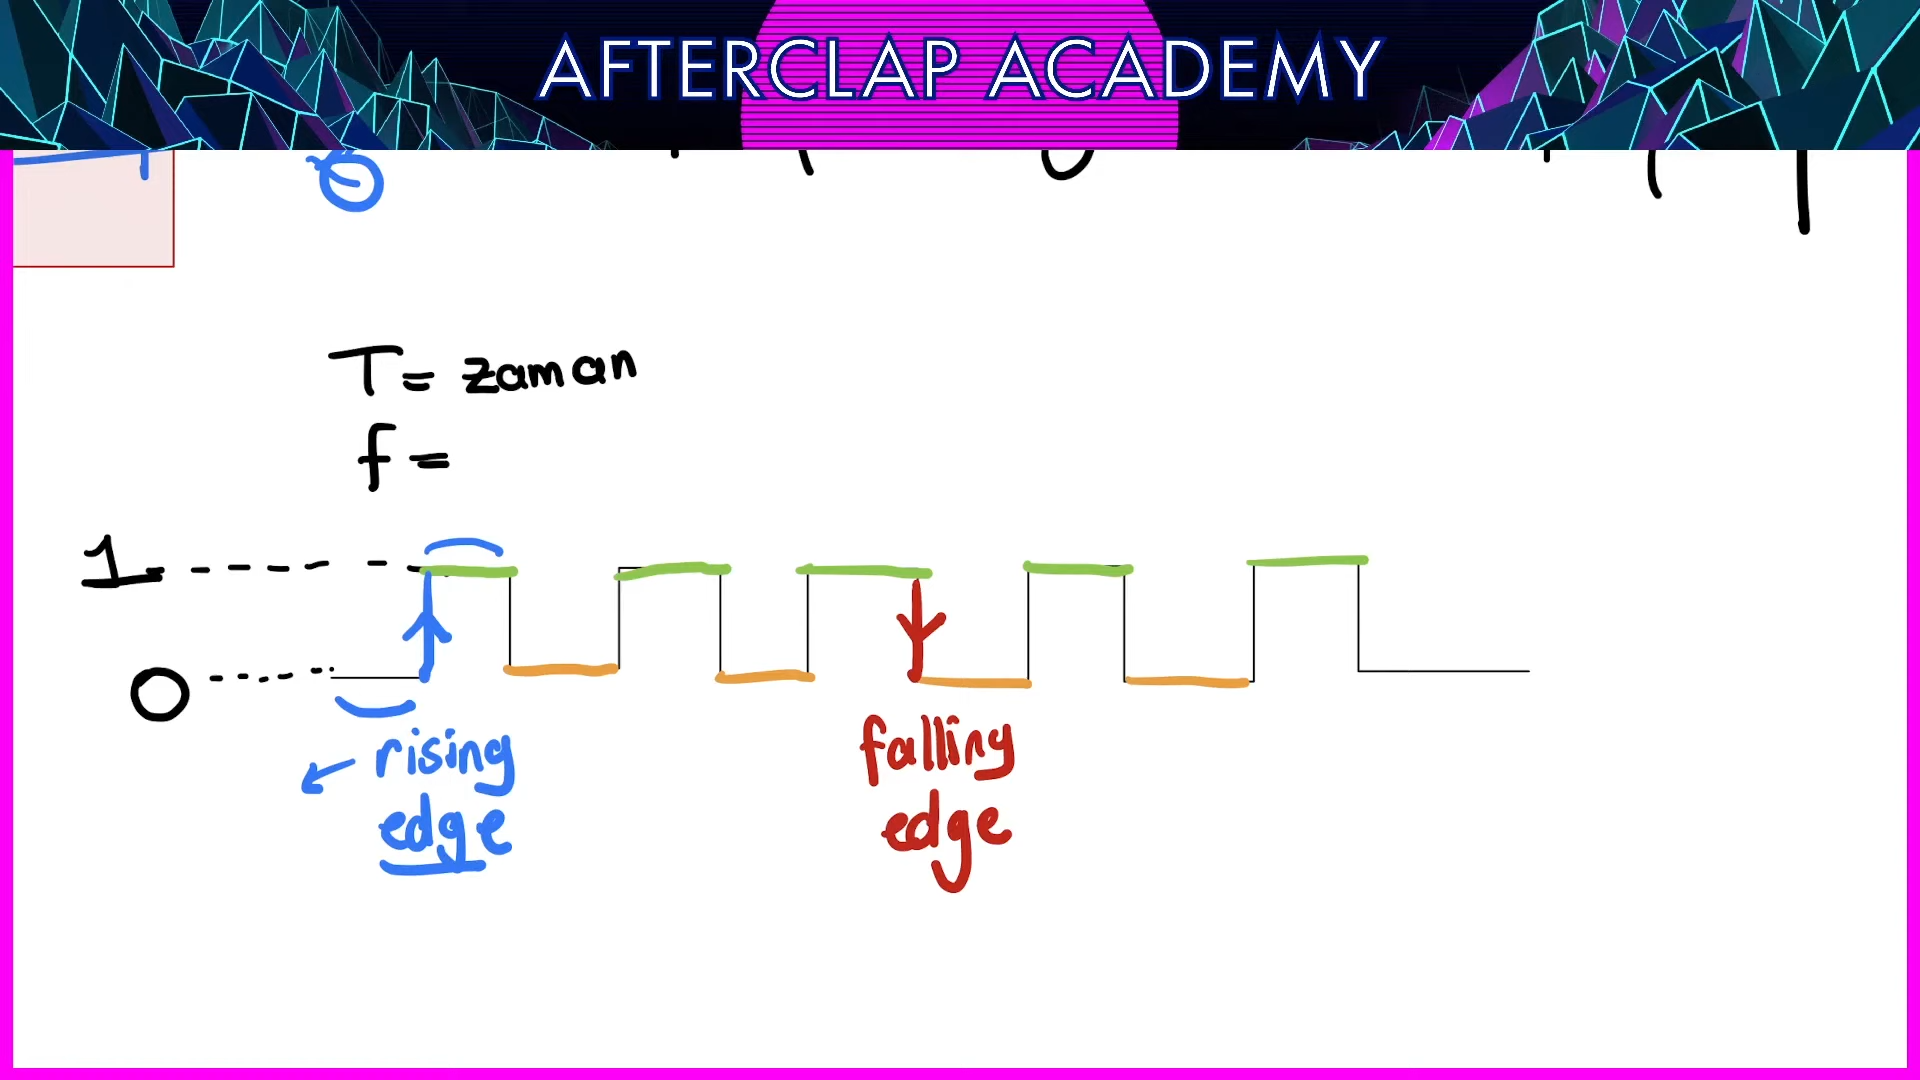 AFTERCLAP ACADEMY
T = zaman
f =
1
0
rising
edge
falling
edge